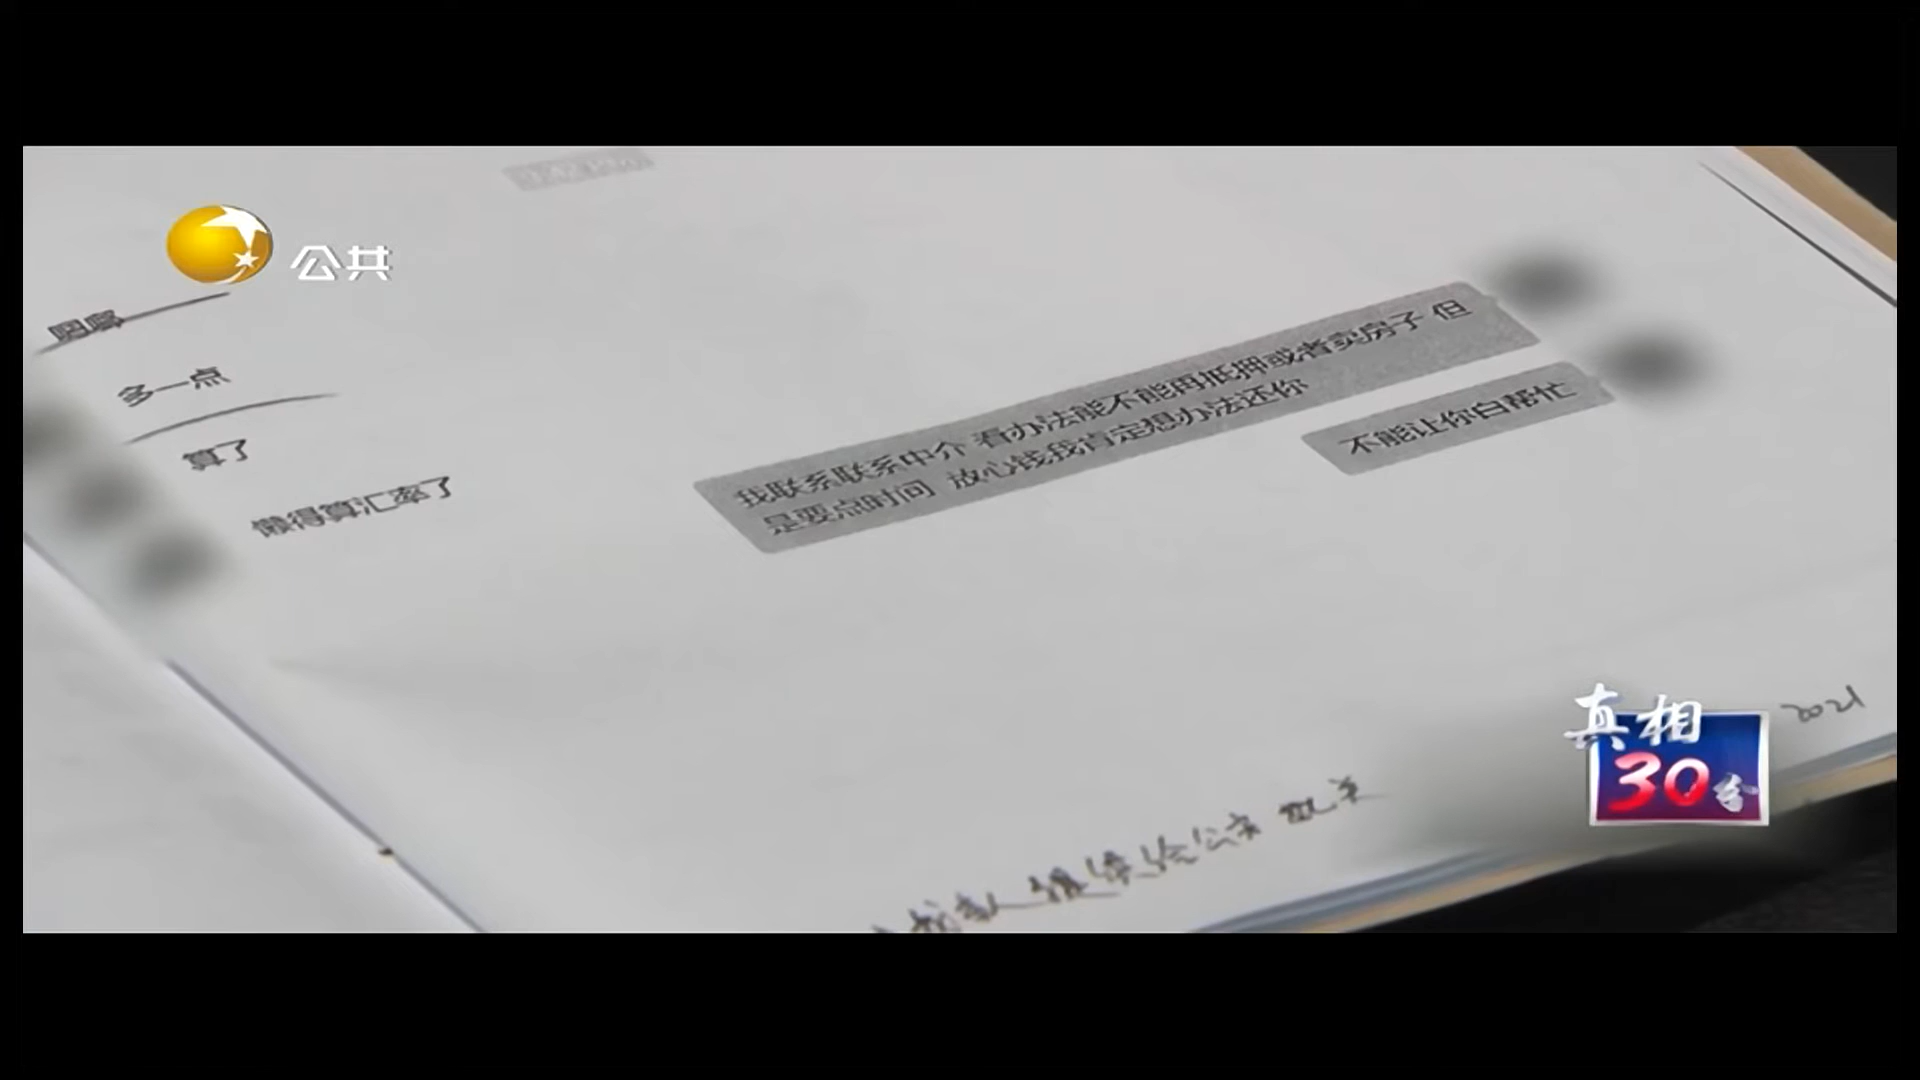 公共
嗯嗯
多一点
算了
懒得算汇率了
我联系联系中介 看办法能不能再抵押或者卖房子 但
是要点时间 放心钱我肯定想办法还你
不能让你白帮忙
真相
30分
2021